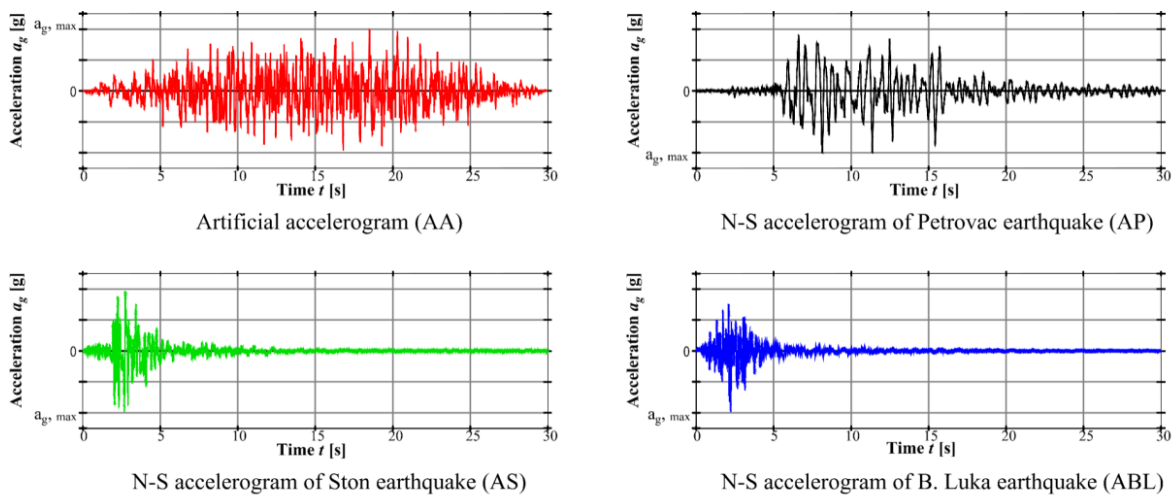 a_g, max
Acceleration a_g [g]
0
0 5 10 15 20 25 30
Time t [s]
Artificial accelerogram (AA)
Acceleration a_g [g]
0
a_g, max
0 5 10 15 20 25 30
Time t [s]
N-S accelerogram of Petrovac earthquake (AP)
Acceleration a_g [g]
0
a_g, max
0 5 10 15 20 25 30
Time t [s]
N-S accelerogram of Ston earthquake (AS)
Acceleration a_g [g]
0
a_g, max
0 5 10 15 20 25 30
Time t [s]
N-S accelerogram of B. Luka earthquake (ABL)